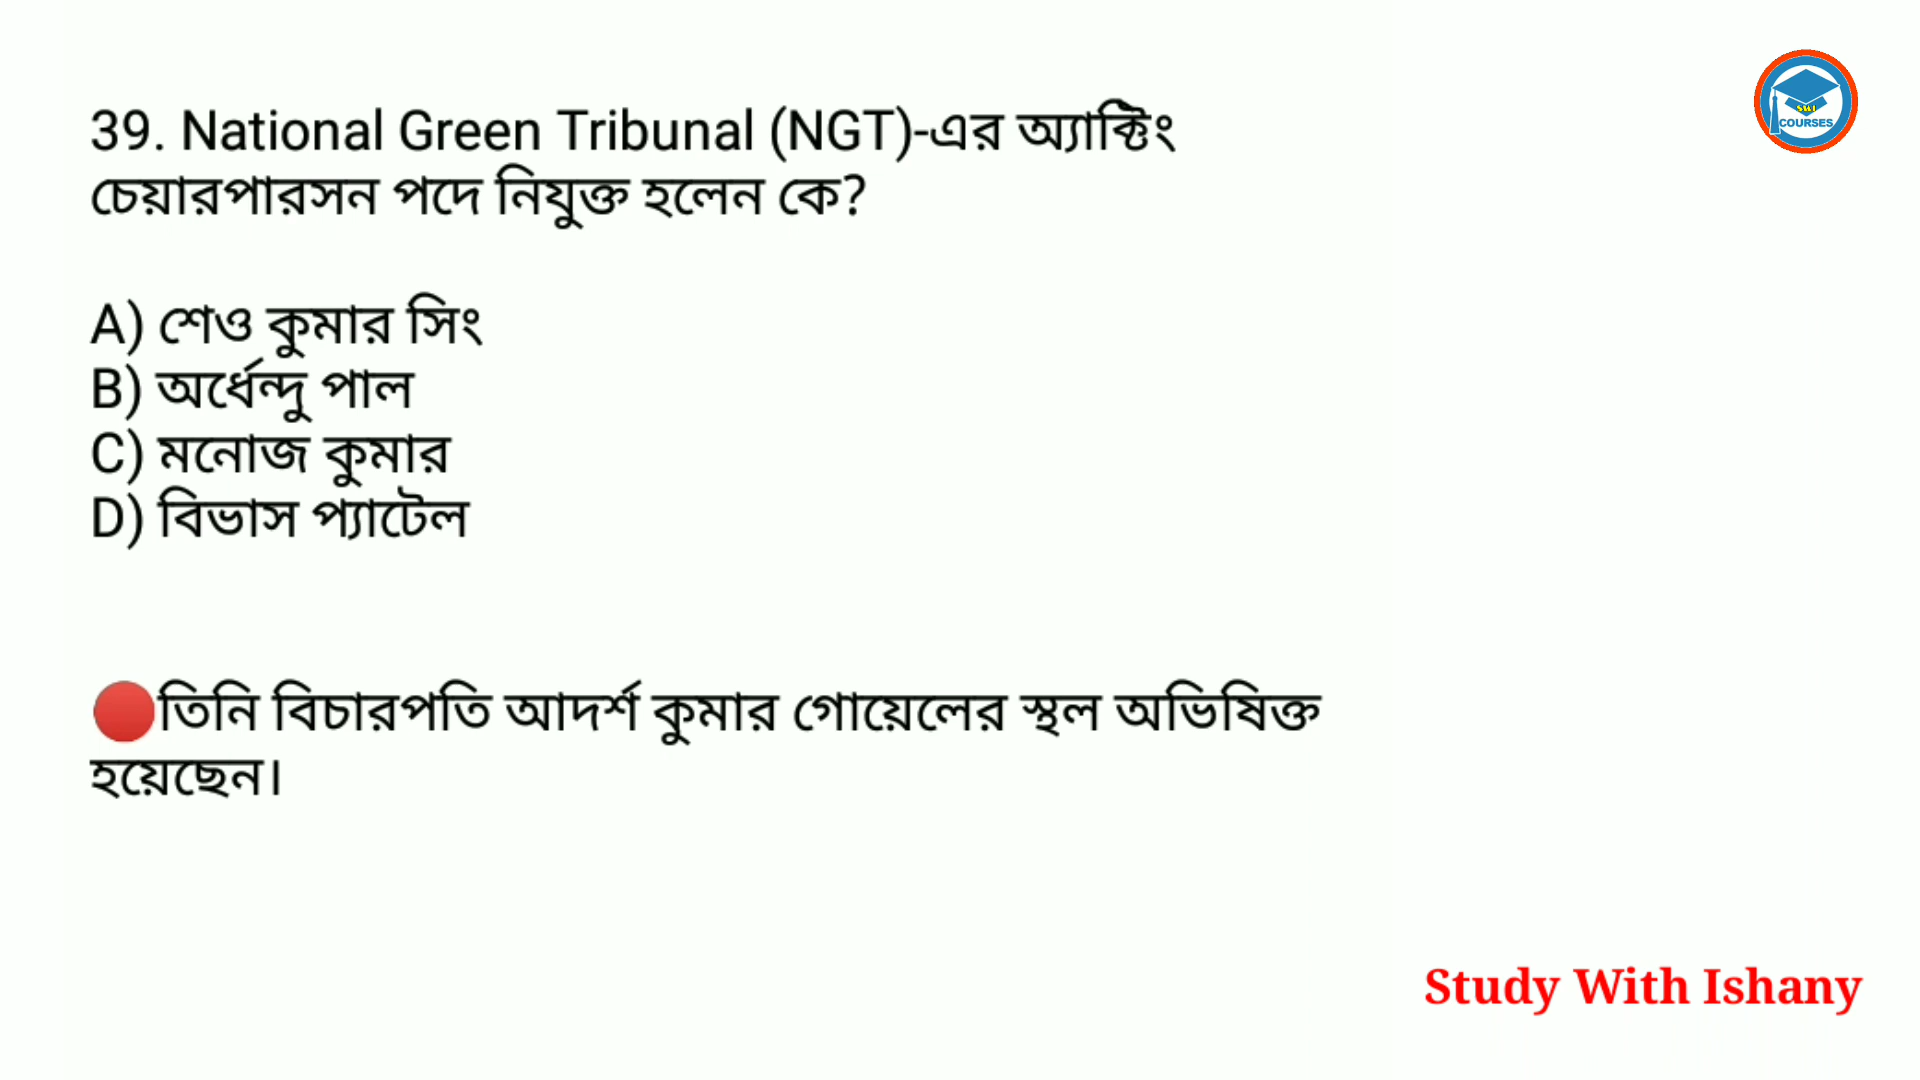 39. National Green Tribunal (NGT)-এর অ্যাক্টিং
চেয়ারপারসন পদে নিযুক্ত হলেন কে?
A) শেও কুমার সিং
B) অর্ধেন্দু পাল
C) মনোজ কুমার
D) বিভাস প্যাটেল
🔴তিনি বিচারপতি আদর্শ কুমার গোয়েলের স্থল অভিষিক্ত
হয়েছেন।
COURSES
Study With Ishany